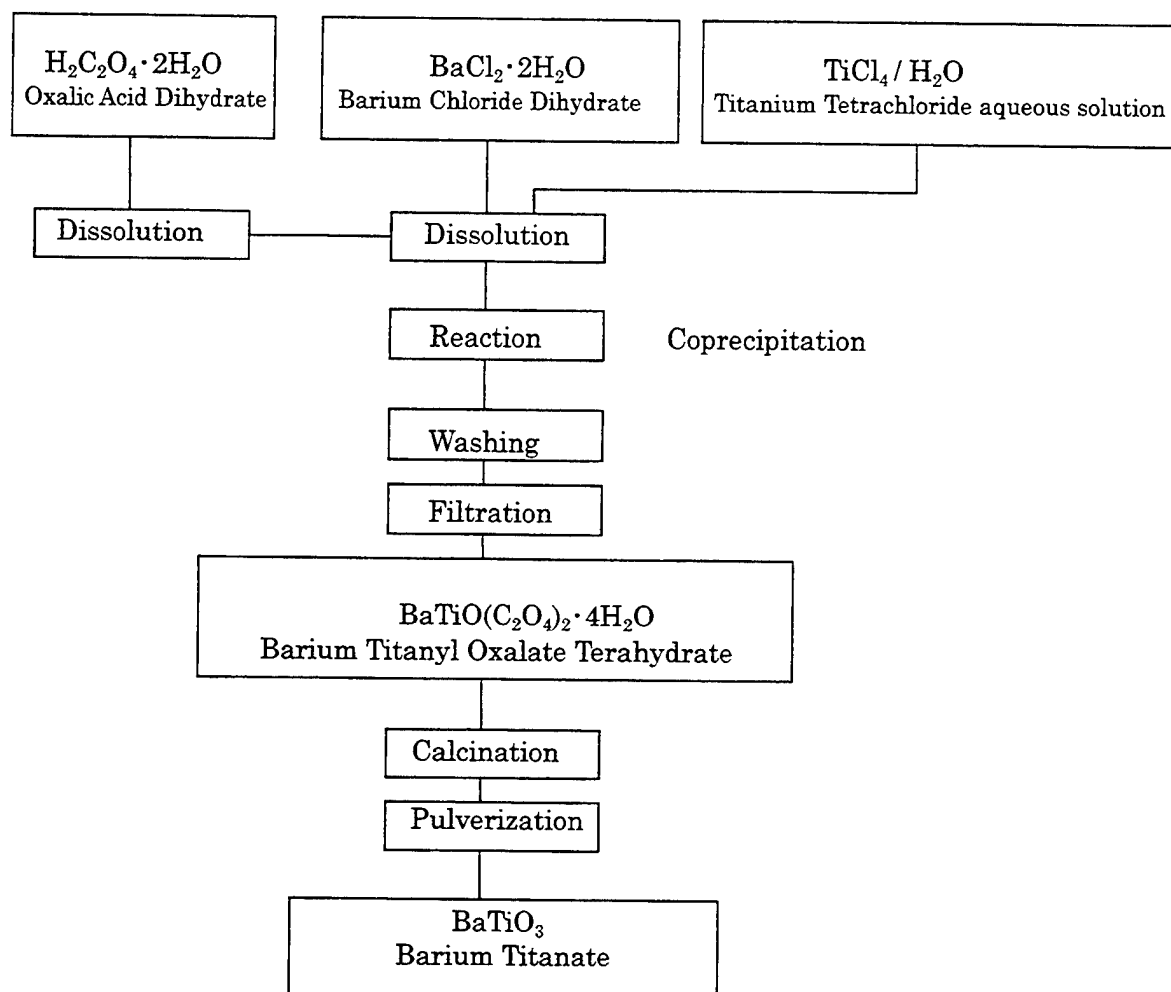 H₂C₂O₄·2H₂O
Oxalic Acid Dihydrate
BaCl₂·2H₂O
Barium Chloride Dihydrate
TiCl₄ / H₂O
Titanium Tetrachloride aqueous solution
Dissolution
Dissolution
Reaction
Coprecipitation
Washing
Filtration
BaTiO(C₂O₄)₂·4H₂O
Barium Titanyl Oxalate Terahydrate
Calcination
Pulverization
BaTiO₃
Barium Titanate